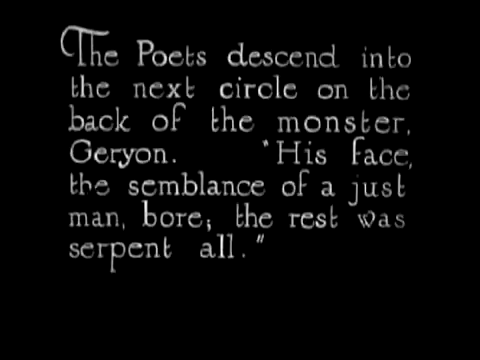 The Poets descend into
the next circle on the
back of the monster,
Geryon. "His face,
the semblance of a just
man, bore; the rest was
serpent all."